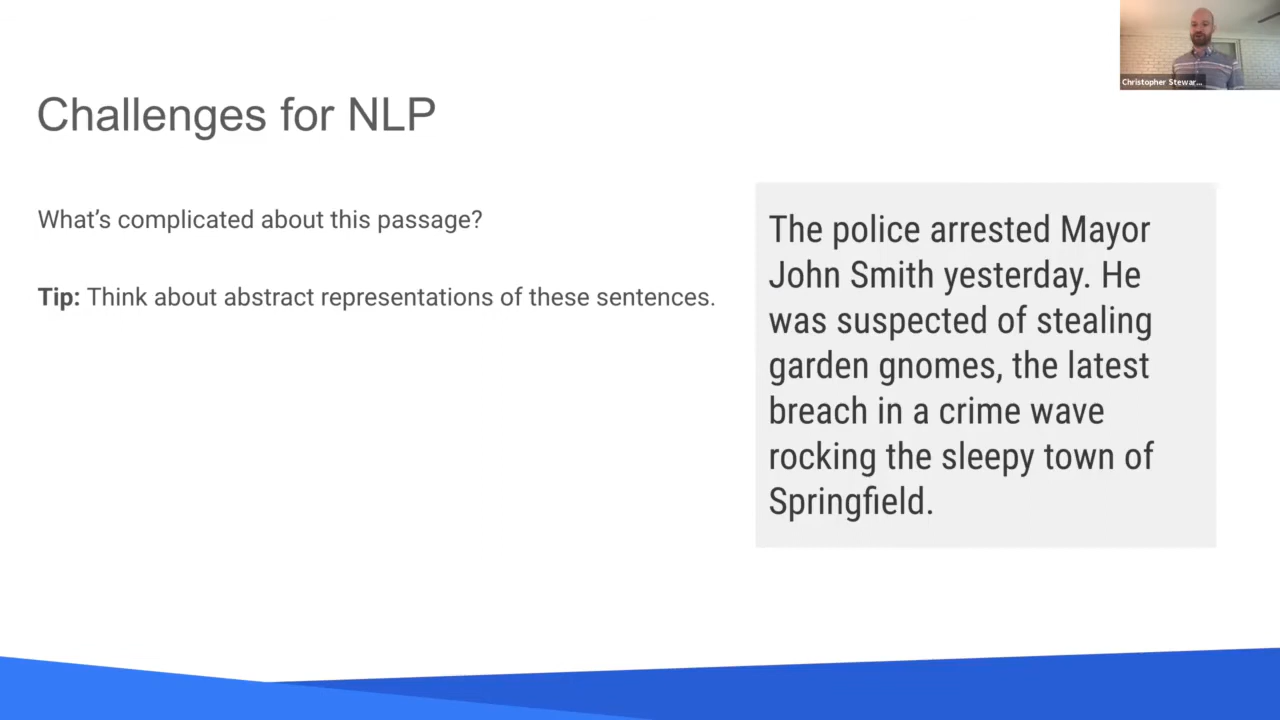 Christopher Stewar...
Challenges for NLP
What's complicated about this passage?
Tip: Think about abstract representations of these sentences.
The police arrested Mayor
John Smith yesterday. He
was suspected of stealing
garden gnomes, the latest
breach in a crime wave
rocking the sleepy town of
Springfield.